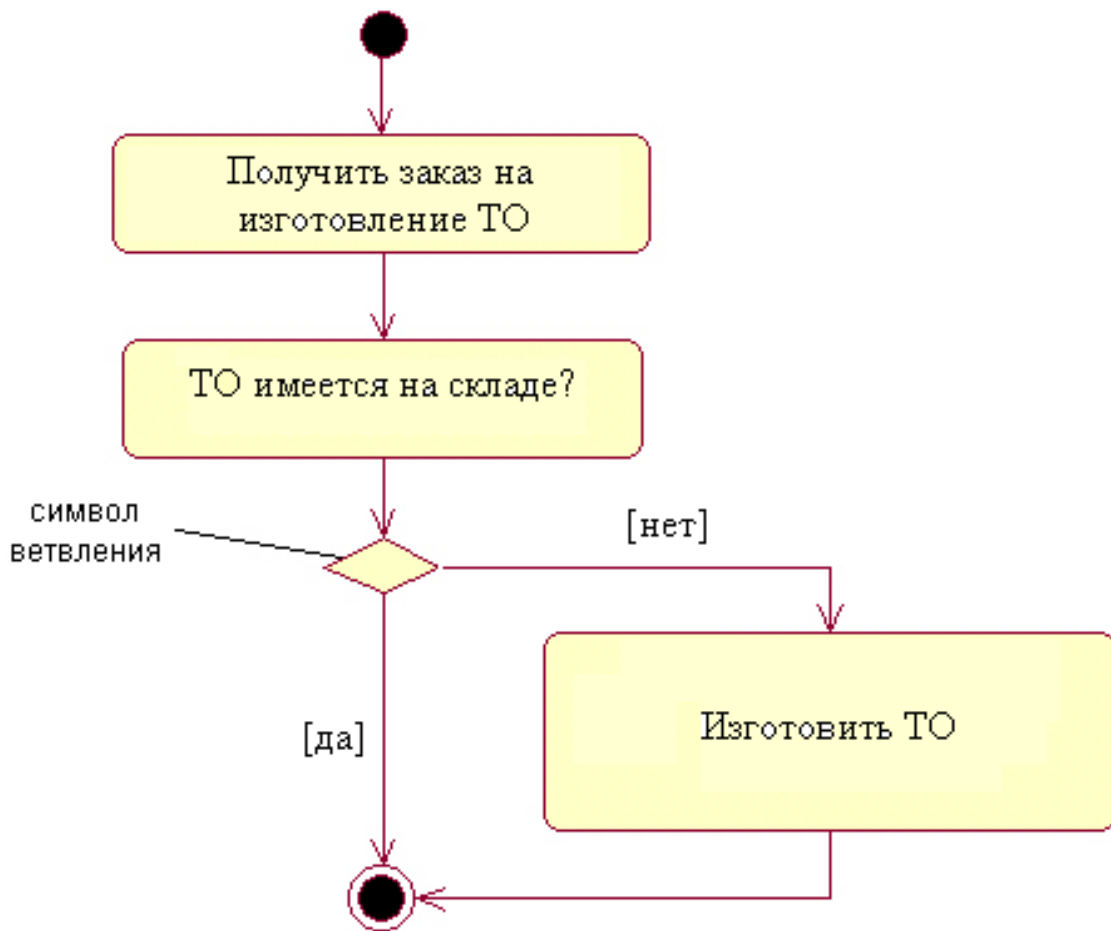 Получить заказ на
изготовление ТО
ТО имеется на складе?
символ
ветвления
[нет]
[да]
Изготовить ТО